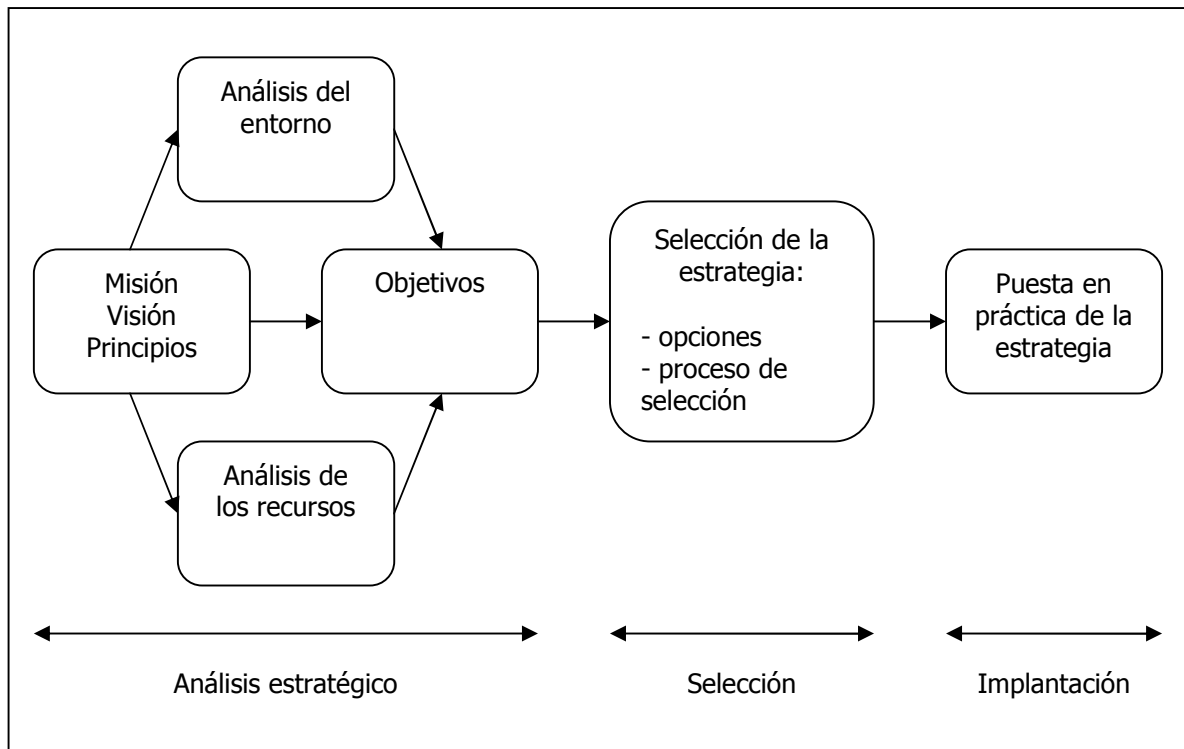 Análisis del
entorno
Misión
Visión
Principios
Objetivos
Análisis de
los recursos
Selección de la
estrategia:
- opciones
- proceso de
selección
Puesta en
práctica de la
estrategia
Análisis estratégico
Selección
Implantación